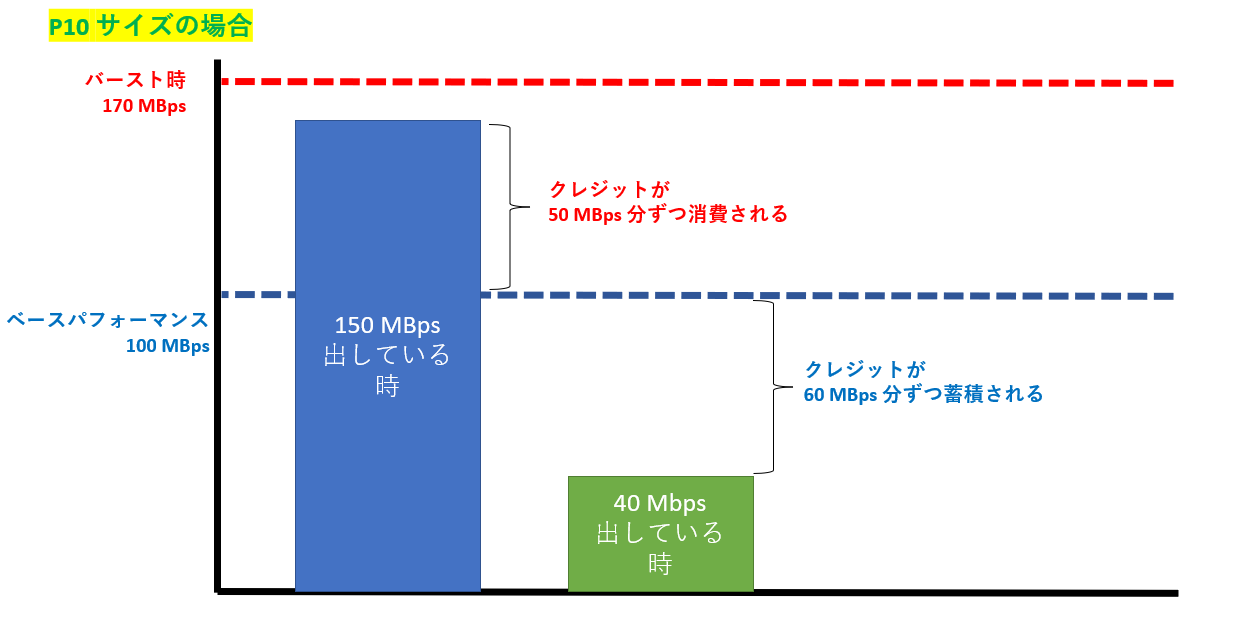 P10 サイズの場合
バースト時
170 MBps
クレジットが
50 MBps 分ずつ消費される
ベースパフォーマンス
100 MBps
150 MBps
出している
時
クレジットが
60 MBps 分ずつ蓄積される
40 Mbps
出している
時